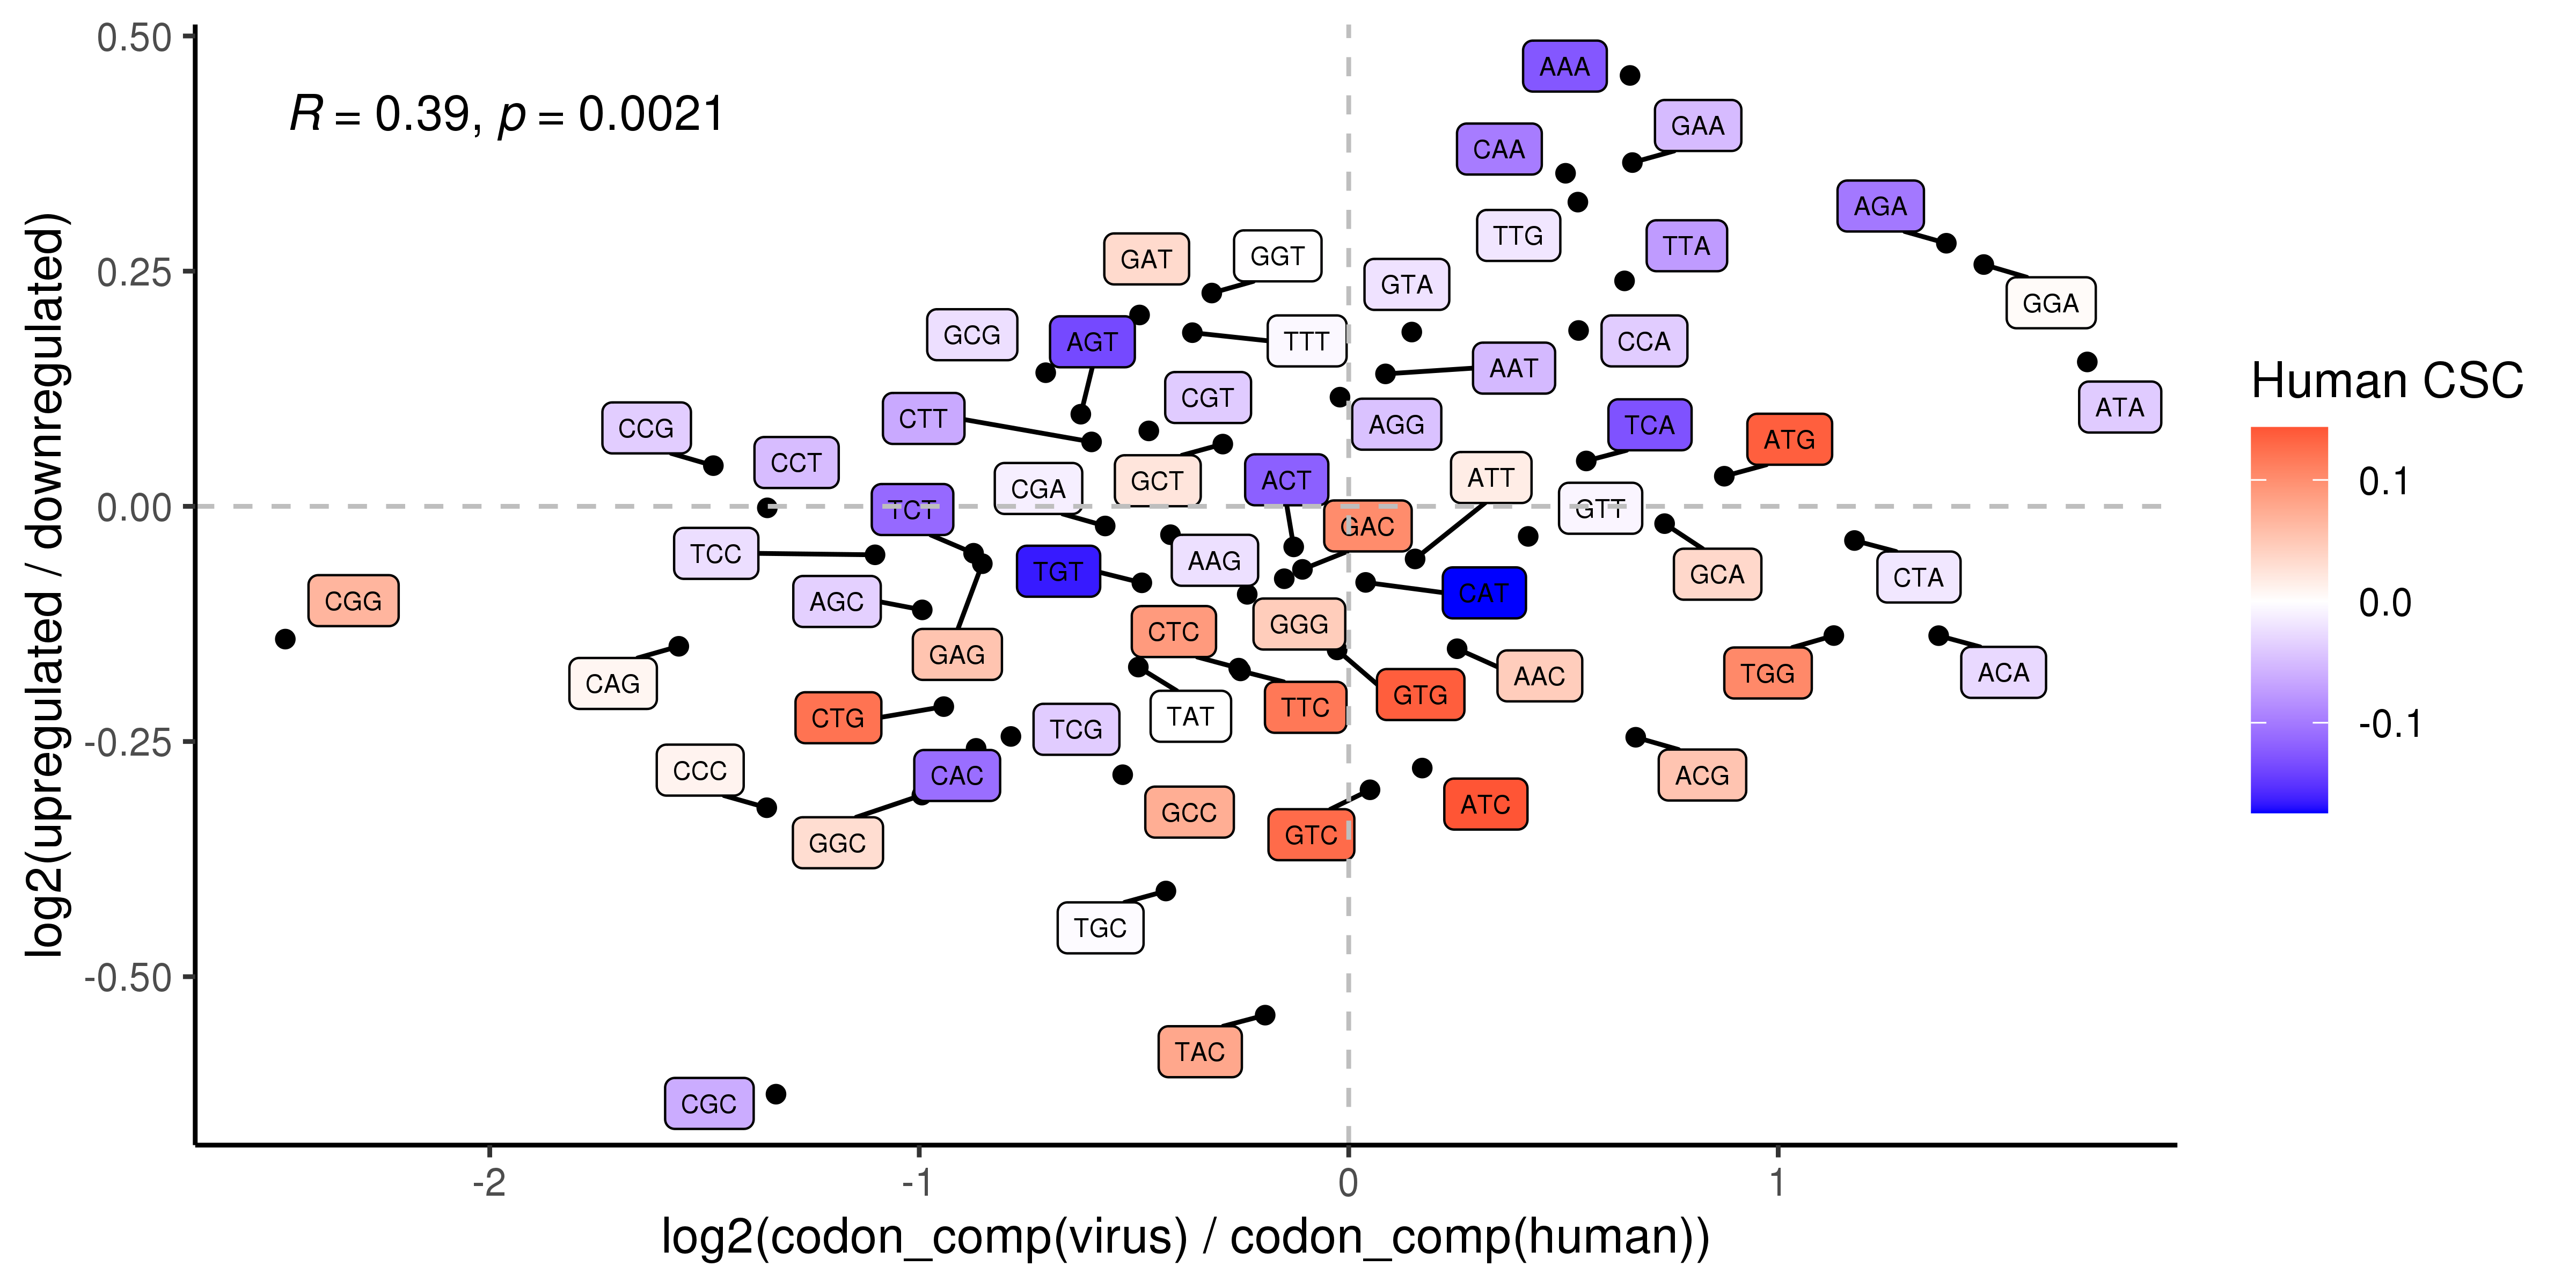 0.50
0.25
0.00
-0.25
-0.50
log2(upregulated / downregulated)
R = 0.39, p = 0.0021
AAA
GAA
CAA
AGA
TTG
TTA
GAT
GGT
GTA
GGA
GCG
AGT
TTT
CCA
AAT
ATA
CTT
CGT
AGG
TCA
ATG
CCG
CCT
CGA
GCT
ACT
ATT
TCT
GTT
GAC
TCC
TGT
AAG
GCA
CTA
CGG
AGC
CAT
CTC
GGG
GAG
CAG
AAC
TGG
ACA
CTG
TAT
TTC
GTG
TCG
CCC
CAC
ACG
GCC
ATC
GGC
GTC
TGC
TAC
CGC
-2
-1
0
1
log2(codon_comp(virus) / codon_comp(human))
Human CSC
0.1
0.0
-0.1